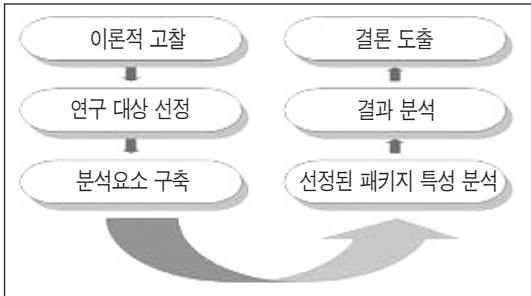 이론적 고찰
연구 대상 선정
분석요소 구축
선정된 패키지 특성 분석
결과 분석
결론 도출